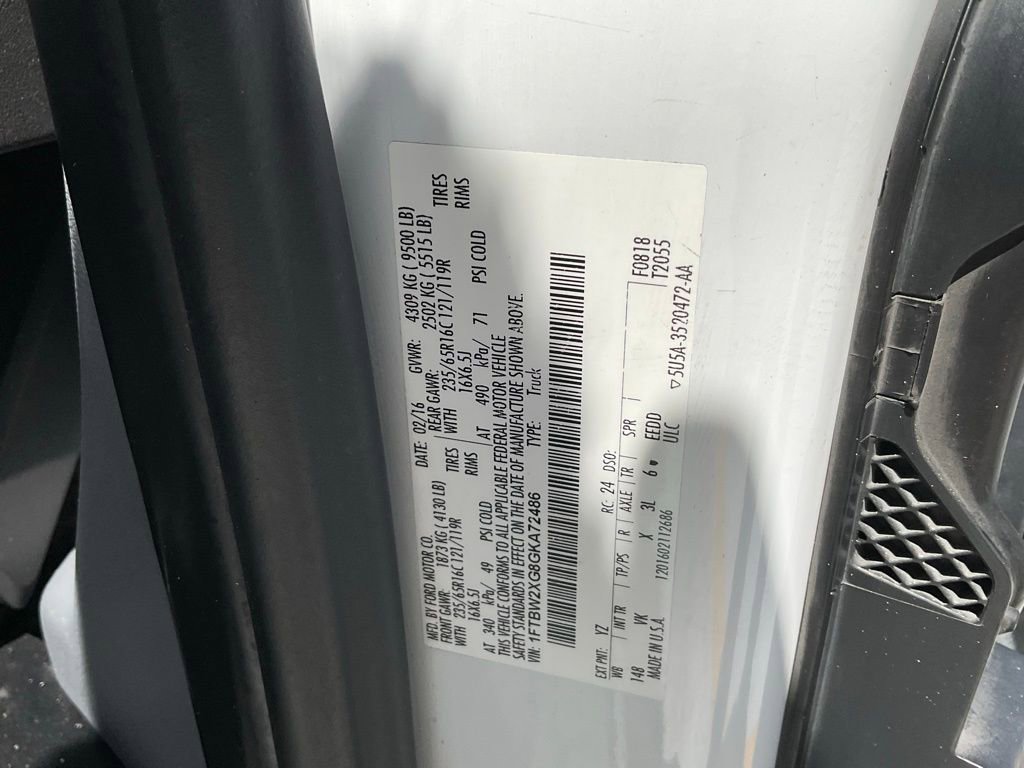 MFD. BY FORD MOTOR CO.
DATE: 02/16 GVWR: 4309 KG ( 9500 LB)
FRONT GAWR: 1873 KG ( 4130 LB)
REAR GAWR: 2502 KG ( 5515 LB)
WITH 235/65R16C 121/119R TIRES
WITH 235/65R16C 121/119R TIRES
16X6.5J RIMS
16X6.5J RIMS
AT 340 kPa/ 49 PSI COLD
AT 490 kPa/ 71 PSI COLD
THIS VEHICLE CONFORMS TO ALL APPLICABLE FEDERAL MOTOR VEHICLE
SAFETY STANDARDS IN EFFECT ON THE DATE OF MANUFACTURE SHOWN ABOVE.
VIN: 1FTBW2XG8GKA72486 TYPE: Truck
EXT PNT: YZ RC: 24 DSO: F0818
WB INT TR TP/PS R AXLE TR SPR T2055
148 VK X 3L 6 EEDD
MADE IN U.S.A. 1201602112686 ULC
▽5U5A-3520472-AA